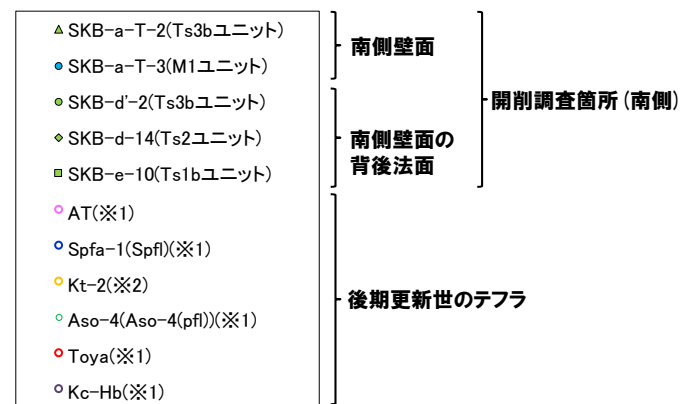 SKB-a-T-2(Ts3bユニット)
SKB-a-T-3(M1ユニット)
SKB-d'-2(Ts3bユニット)
SKB-d-14(Ts2ユニット)
SKB-e-10(Ts1bユニット)
AT(※1)
Spfa-1(Spfl)(※1)
Kt-2(※2)
Aso-4(Aso-4(pfl))(※1)
Toya(※1)
Kc-Hb(※1)
南側壁面
南側壁面の
背後法面
開削調査箇所(南側)
後期更新世のテフラ